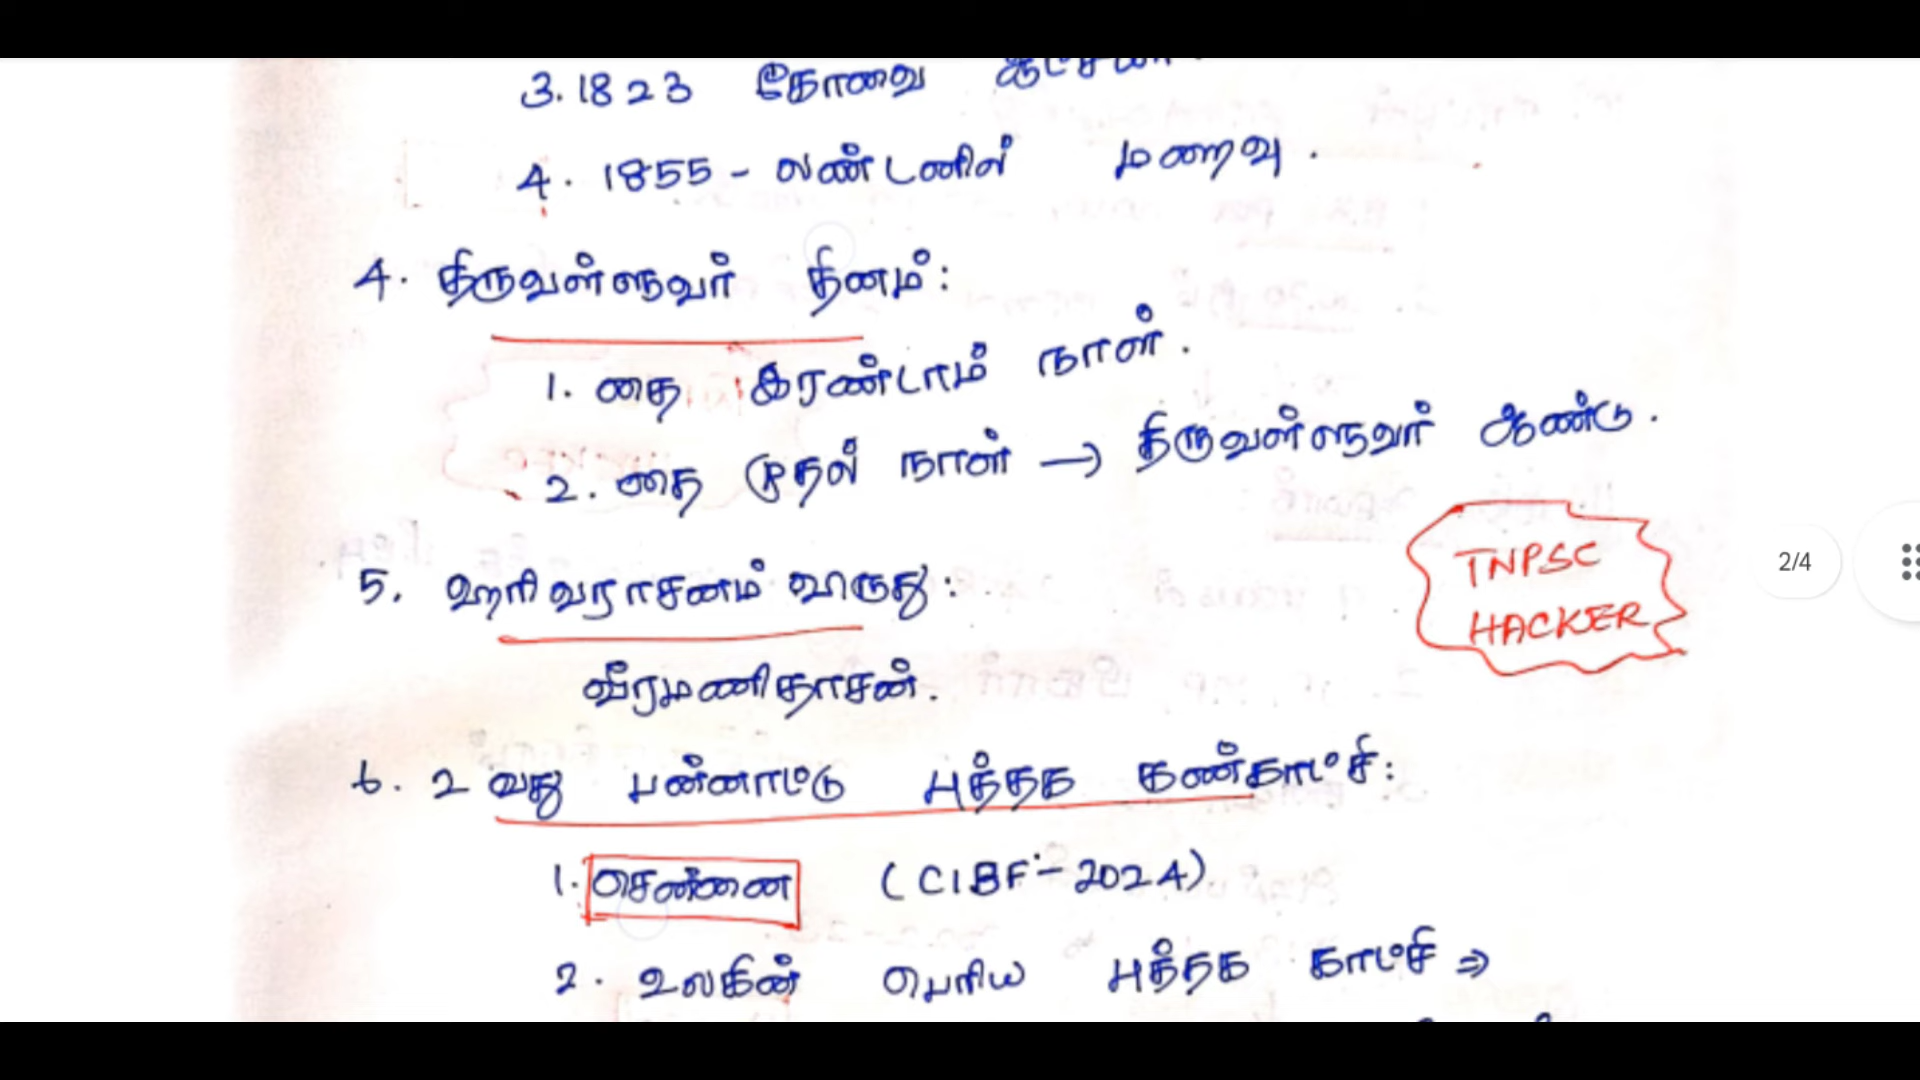 3. 1823 கோவை
4. 1855 - லண்டனில் மறைவு.
4. திருவள்ளுவர் தினம்:
1. தை இரண்டாம் நாள்.
2. தை முதல் நாள் → திருவள்ளுவர் ஆண்டு.
TNPSC
HACKER
2/4
5. ஹரிவராசனம் விருது:
வீரமணிதாசன்.
6. 2 வது பன்னாட்டு புத்தக கண்காட்சி:
1. சென்னை (CIBF - 2024)
2. உலகின் பெரிய புத்தக காட்சி ⇒